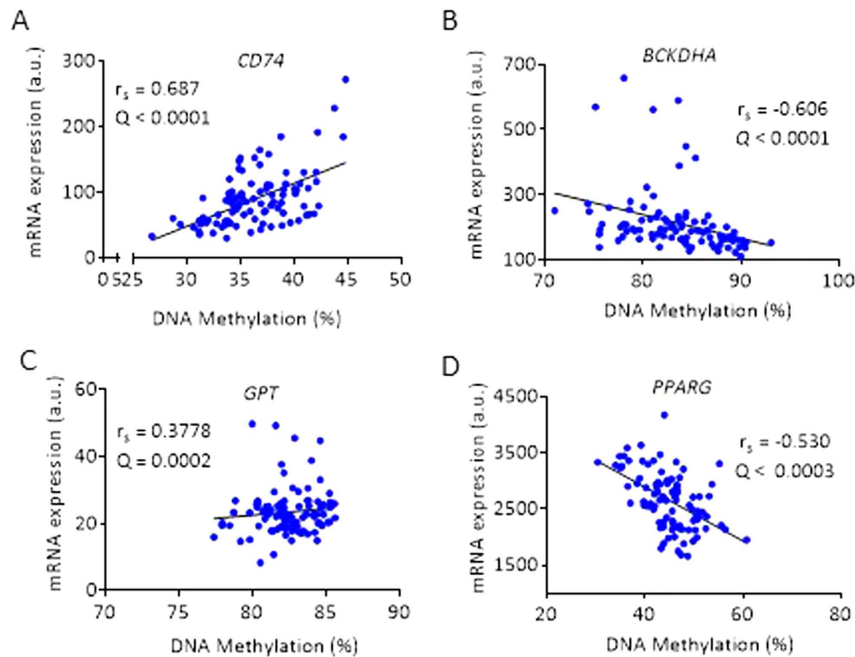 A
CD74
mRNA expression (a.u.)
300
200
100
0
r_s = 0.687
Q < 0.0001
0 5 25 30 35 40 45 50
DNA Methylation (%)
B
BCKDHA
mRNA expression (a.u.)
700
500
300
100
r_s = -0.606
Q < 0.0001
70 80 90 100
DNA Methylation (%)
C
GPT
mRNA expression (a.u.)
60
40
20
0
r_s = 0.3778
Q = 0.0002
70 75 80 85 90
DNA Methylation (%)
D
PPARG
mRNA expression (a.u.)
4500
3500
2500
1500
r_s = -0.530
Q < 0.0003
20 40 60 80
DNA Methylation (%)